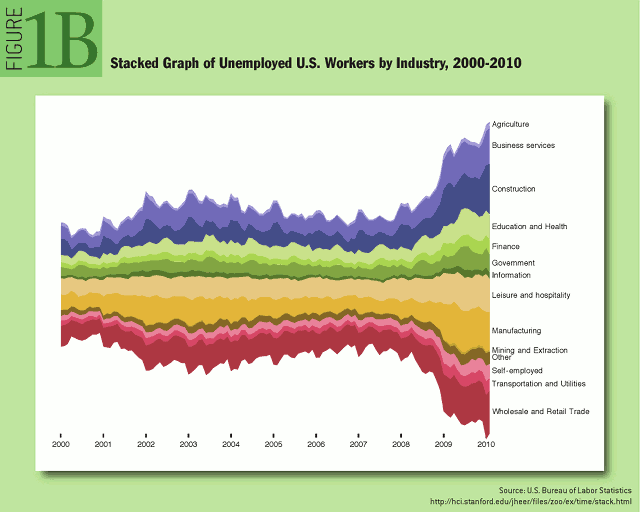 FIGURE 1B
Stacked Graph of Unemployed U.S. Workers by Industry, 2000-2010
Agriculture
Business services
Construction
Education and Health
Finance
Government
Information
Leisure and hospitality
Manufacturing
Mining and Extraction
Other
Self-employed
Transportation and Utilities
Wholesale and Retail Trade
2000 2001 2002 2003 2004 2005 2006 2007 2008 2009 2010
Source: U.S. Bureau of Labor Statistics
http://hci.stanford.edu/jheer/files/zoo/ex/time/stack.html